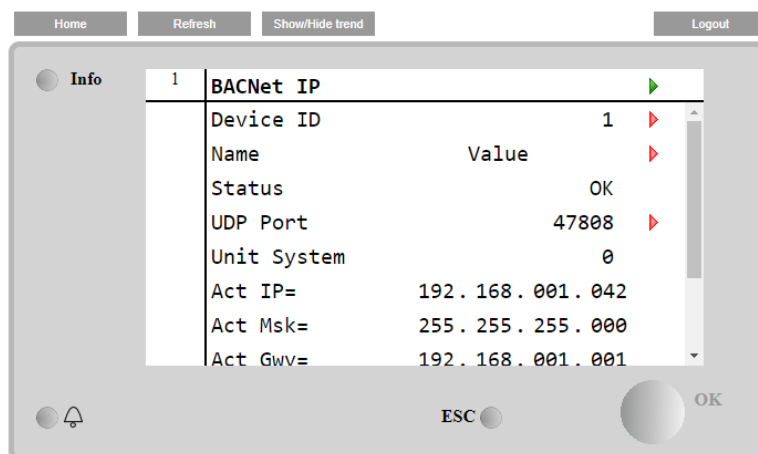 Home Refresh Show/Hide trend Logout
Info
1 BACNet IP
Device ID 1
Name Value
Status OK
UDP Port 47808
Unit System 0
Act IP= 192.168.001.042
Act Msk= 255.255.255.000
Act Gwy= 192.168.001.001
ESC OK